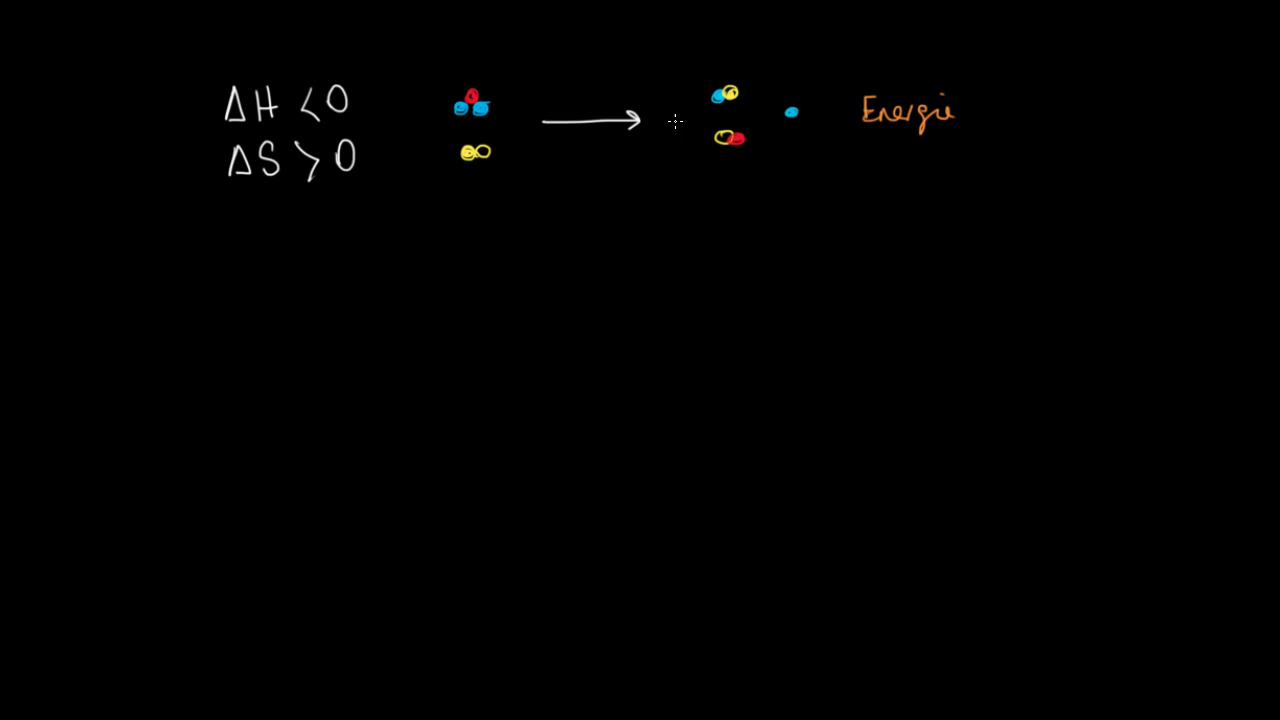 ΔH <0
ΔS >0
Energie